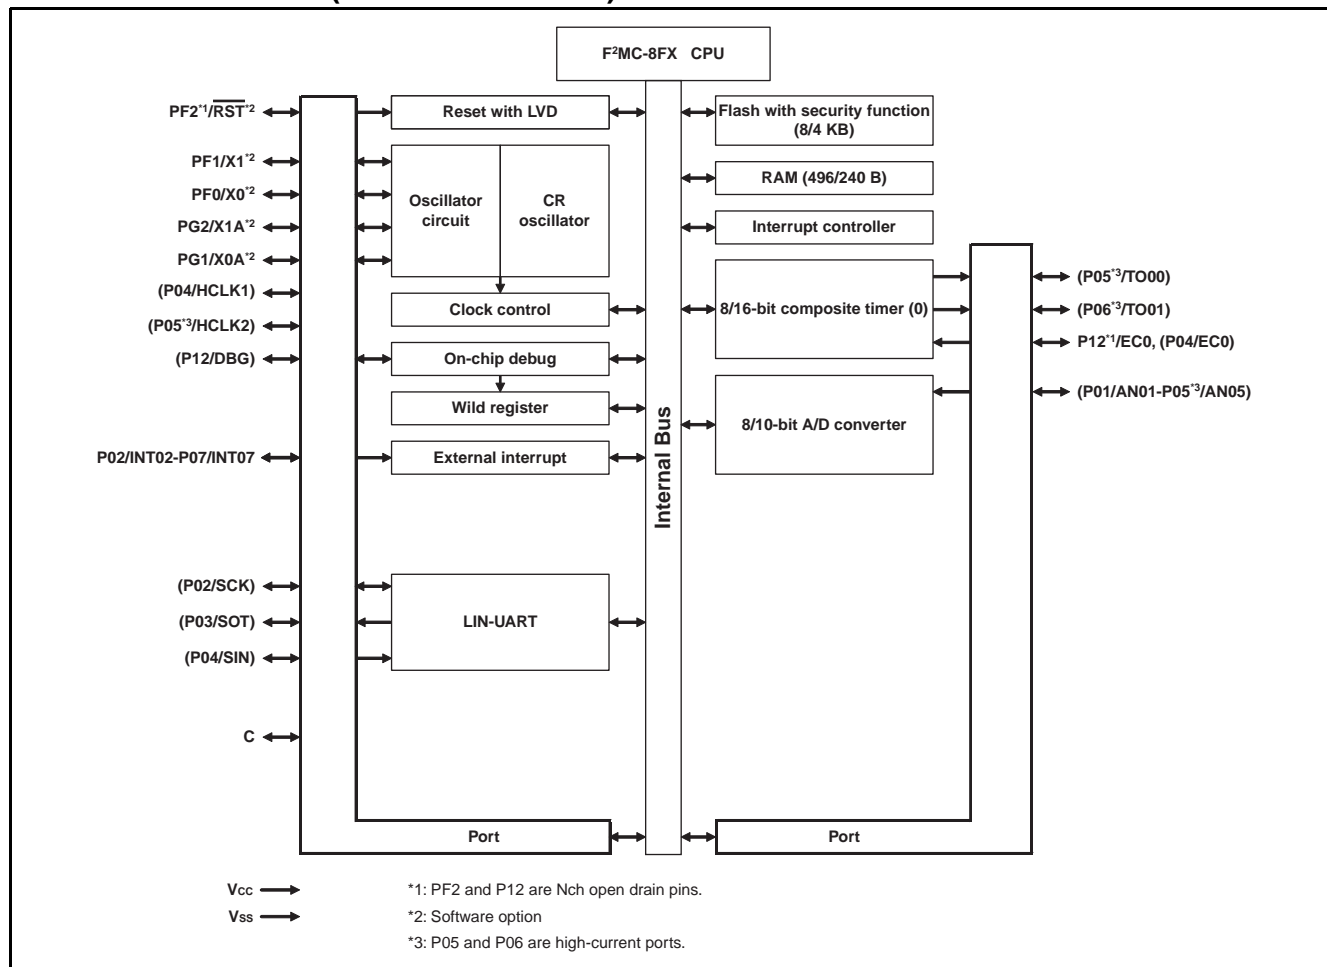 F²MC-8FX CPU
PF2*1/RST*2
Reset with LVD
Flash with security function
(8/4 KB)
PF1/X1*2
PF0/X0*2
PG2/X1A*2
PG1/X0A*2
Oscillator
circuit
CR
oscillator
RAM (496/240 B)
Interrupt controller
(P04/HCLK1)
(P05*3/HCLK2)
Clock control
8/16-bit composite timer (0)
(P05*3/TO00)
(P06*3/TO01)
P12*1/EC0, (P04/EC0)
(P12/DBG)
On-chip debug
Wild register
8/10-bit A/D converter
(P01/AN01-P05*3/AN05)
P02/INT02-P07/INT07
External interrupt
Internal Bus
(P02/SCK)
(P03/SOT)
(P04/SIN)
LIN-UART
C
Port
Port
Vcc
Vss
*1: PF2 and P12 are Nch open drain pins.
*2: Software option
*3: P05 and P06 are high-current ports.